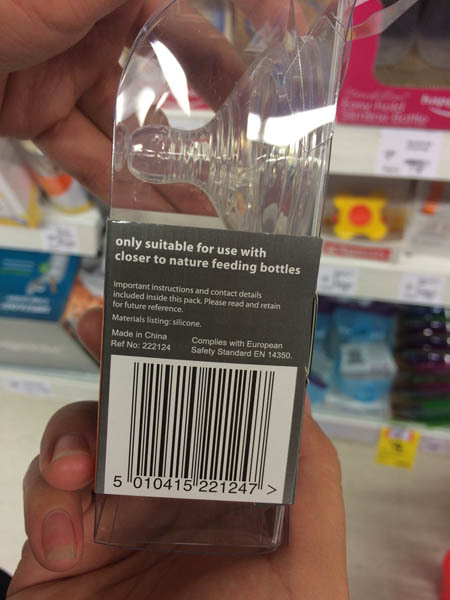 only suitable for use with
closer to nature feeding bottles
Important instructions and contact details
included inside this pack. Please read and retain
for future reference.
Materials listing: silicone.
Made in China
Ref No: 222124
Complies with European
Safety Standard EN 14350.
5 010415 221247 >